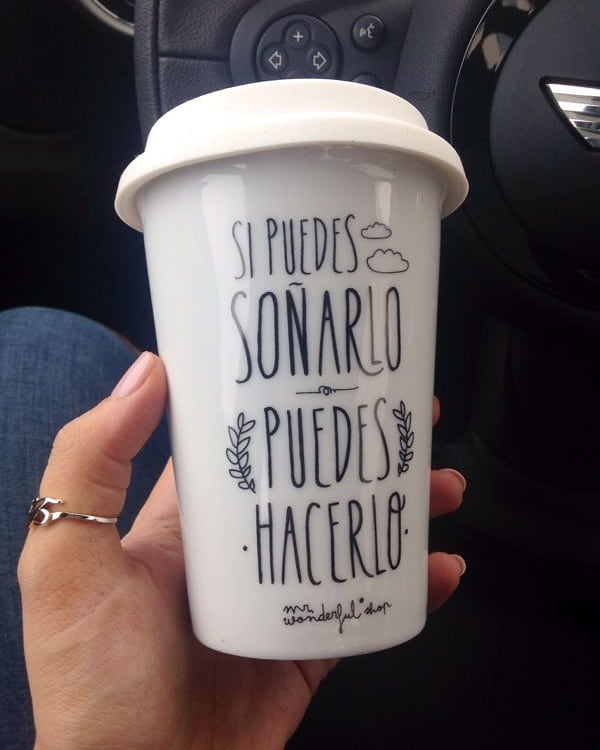 SI PUEDES
SOÑARLO
PUEDES
·HACERLO·
mr.
wonderful*shop